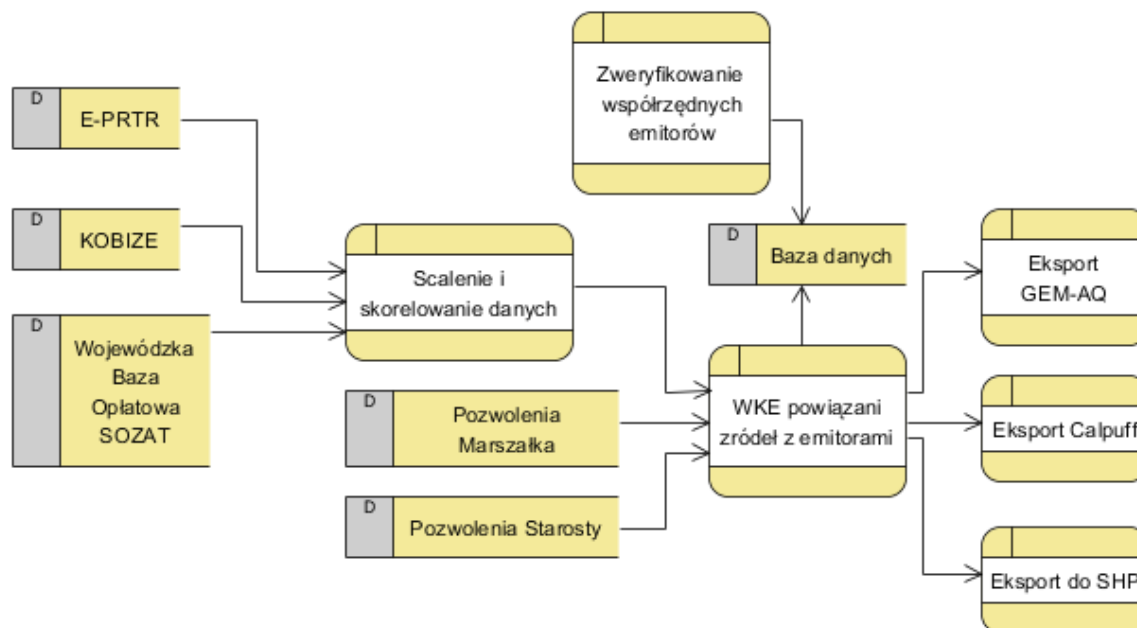 Zweryfikowanie
współrzędnych
emitorów
D
E-PRTR
D
KOBIZE
D
Wojewódzka
Baza
Opłatowa
SOZAT
Scalenie i
skorelowanie danych
D
Baza danych
D
Pozwolenia
Marszałka
D
Pozwolenia Starosty
WKE powiązani
zródeł z emitorami
Eksport
GEM-AQ
Eksport Calpuff
Eksport do SHP